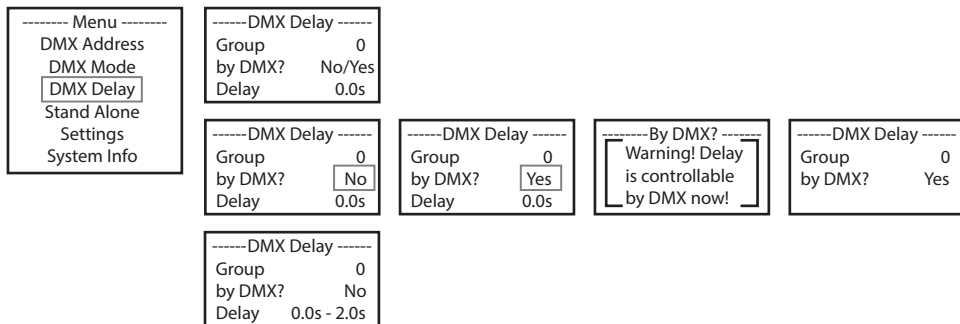 -------- Menu --------
DMX Address
DMX Mode
DMX Delay
Stand Alone
Settings
System Info
------DMX Delay ------
Group 0
by DMX? No/Yes
Delay 0.0s
------DMX Delay ------
Group 0
by DMX? No
Delay 0.0s
------DMX Delay ------
Group 0
by DMX? Yes
Delay 0.0s
--------By DMX? -------
Warning! Delay
is controllable
by DMX now!
------DMX Delay ------
Group 0
by DMX? Yes
------DMX Delay ------
Group 0
by DMX? No
Delay 0.0s - 2.0s